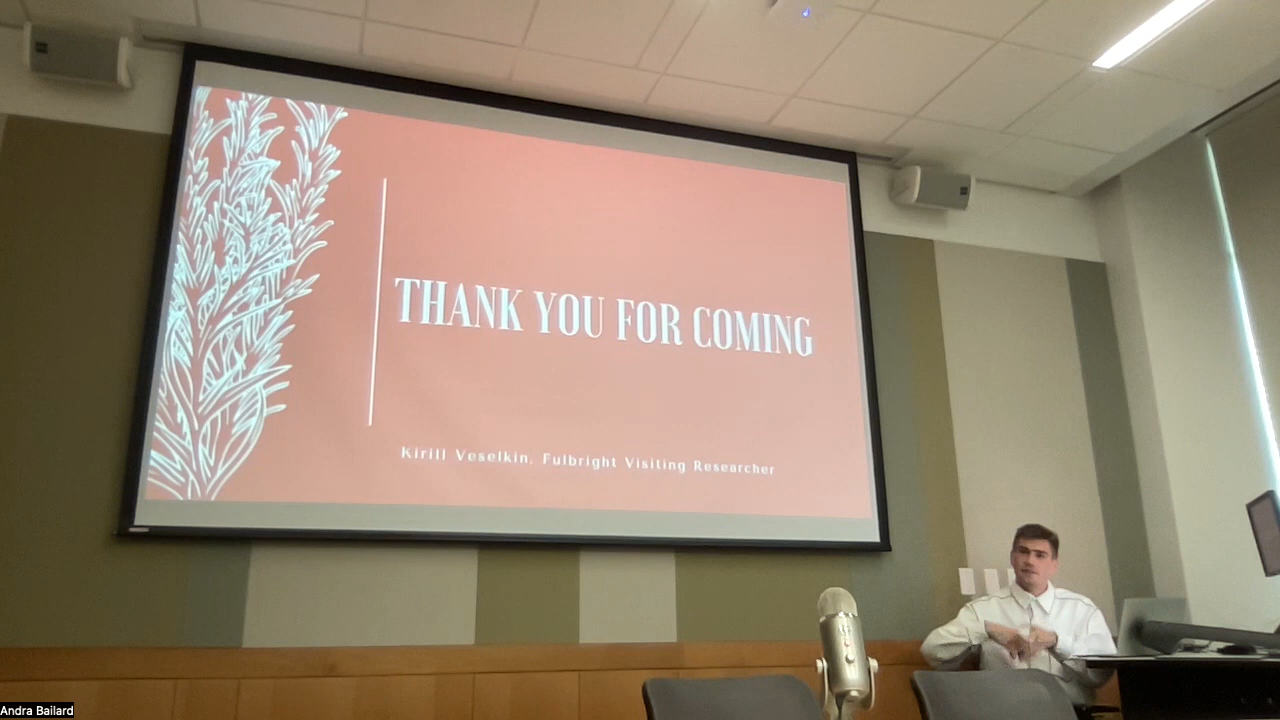 THANK YOU FOR COMING
Kirill Veselkin, Fulbright Visiting Researcher
Andra Bailard